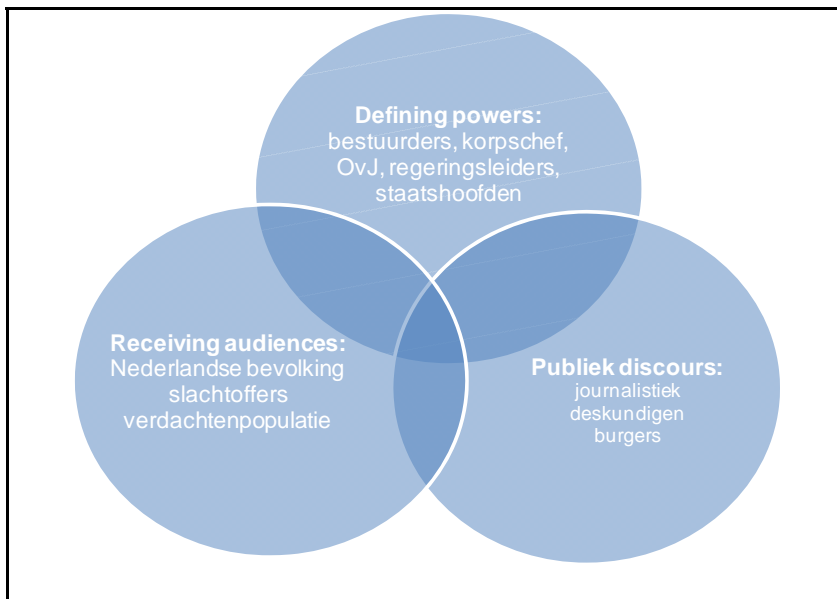 Defining powers:
bestuurders, korpschef,
OvJ, regeringsleiders,
staatshoofden
Receiving audiences:
Nederlandse bevolking
slachtoffers
verdachtenpopulatie
Publiek discours:
journalistiek
deskundigen
burgers